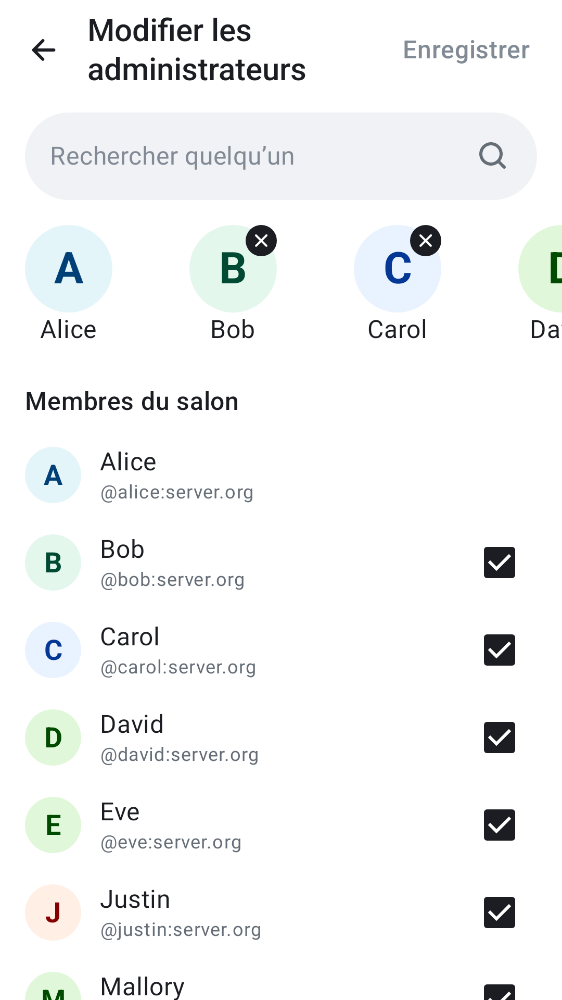 Modifier les
administrateurs
Enregistrer
Rechercher quelqu’un
A
B
C
D
Alice
Bob
Carol
Da
Membres du salon
A
Alice
@alice:server.org
B
Bob
@bob:server.org
C
Carol
@carol:server.org
D
David
@david:server.org
E
Eve
@eve:server.org
J
Justin
@justin:server.org
M
Mallory